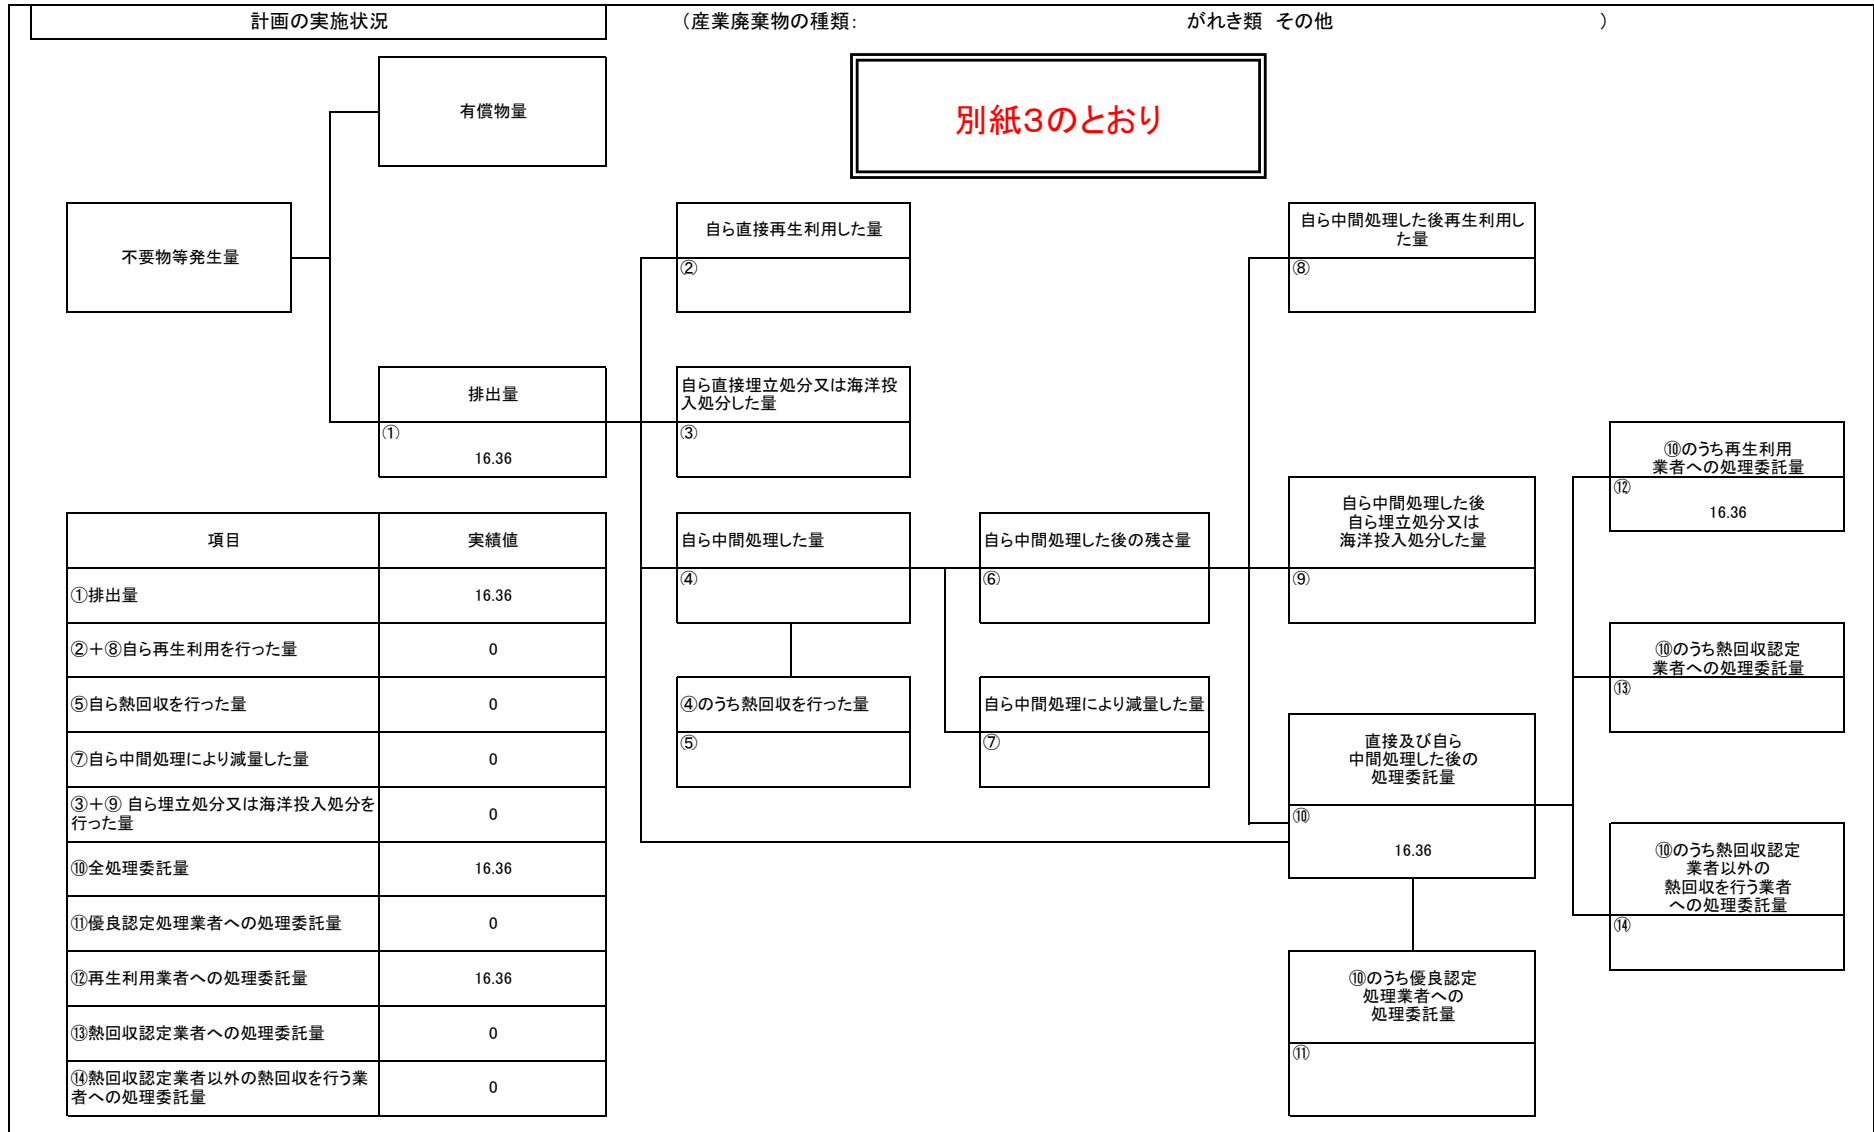 計画の実施状況
（産業廃棄物の種類： がれき類 その他 ）
有償物量
別紙3のとおり
不要物等発生量
自ら直接再生利用した量
②
自ら中間処理した後再生利用し
た量
⑧
排出量
①
16.36
自ら直接埋立処分又は海洋投
入処分した量
③
⑩のうち再生利用
業者への処理委託量
⑫
16.36
項目 実績値
①排出量 16.36
②＋⑧自ら再生利用を行った量 0
⑤自ら熱回収を行った量 0
⑦自ら中間処理により減量した量 0
③＋⑨ 自ら埋立処分又は海洋投入処分を
行った量 0
⑩全処理委託量 16.36
⑪優良認定処理業者への処理委託量 0
⑫再生利用業者への処理委託量 16.36
⑬熱回収認定業者への処理委託量 0
⑭熱回収認定業者以外の熱回収を行う業
者への処理委託量 0
自ら中間処理した量
④
自ら中間処理した後の残さ量
⑥
自ら中間処理した後
自ら埋立処分又は
海洋投入処分した量
⑨
④のうち熱回収を行った量
⑤
自ら中間処理により減量した量
⑦
⑩のうち熱回収認定
業者への処理委託量
⑬
直接及び自ら
中間処理した後の
処理委託量
⑩
16.36
⑩のうち熱回収認定
業者以外の
熱回収を行う業者
への処理委託量
⑭
⑩のうち優良認定
処理業者への
処理委託量
⑪